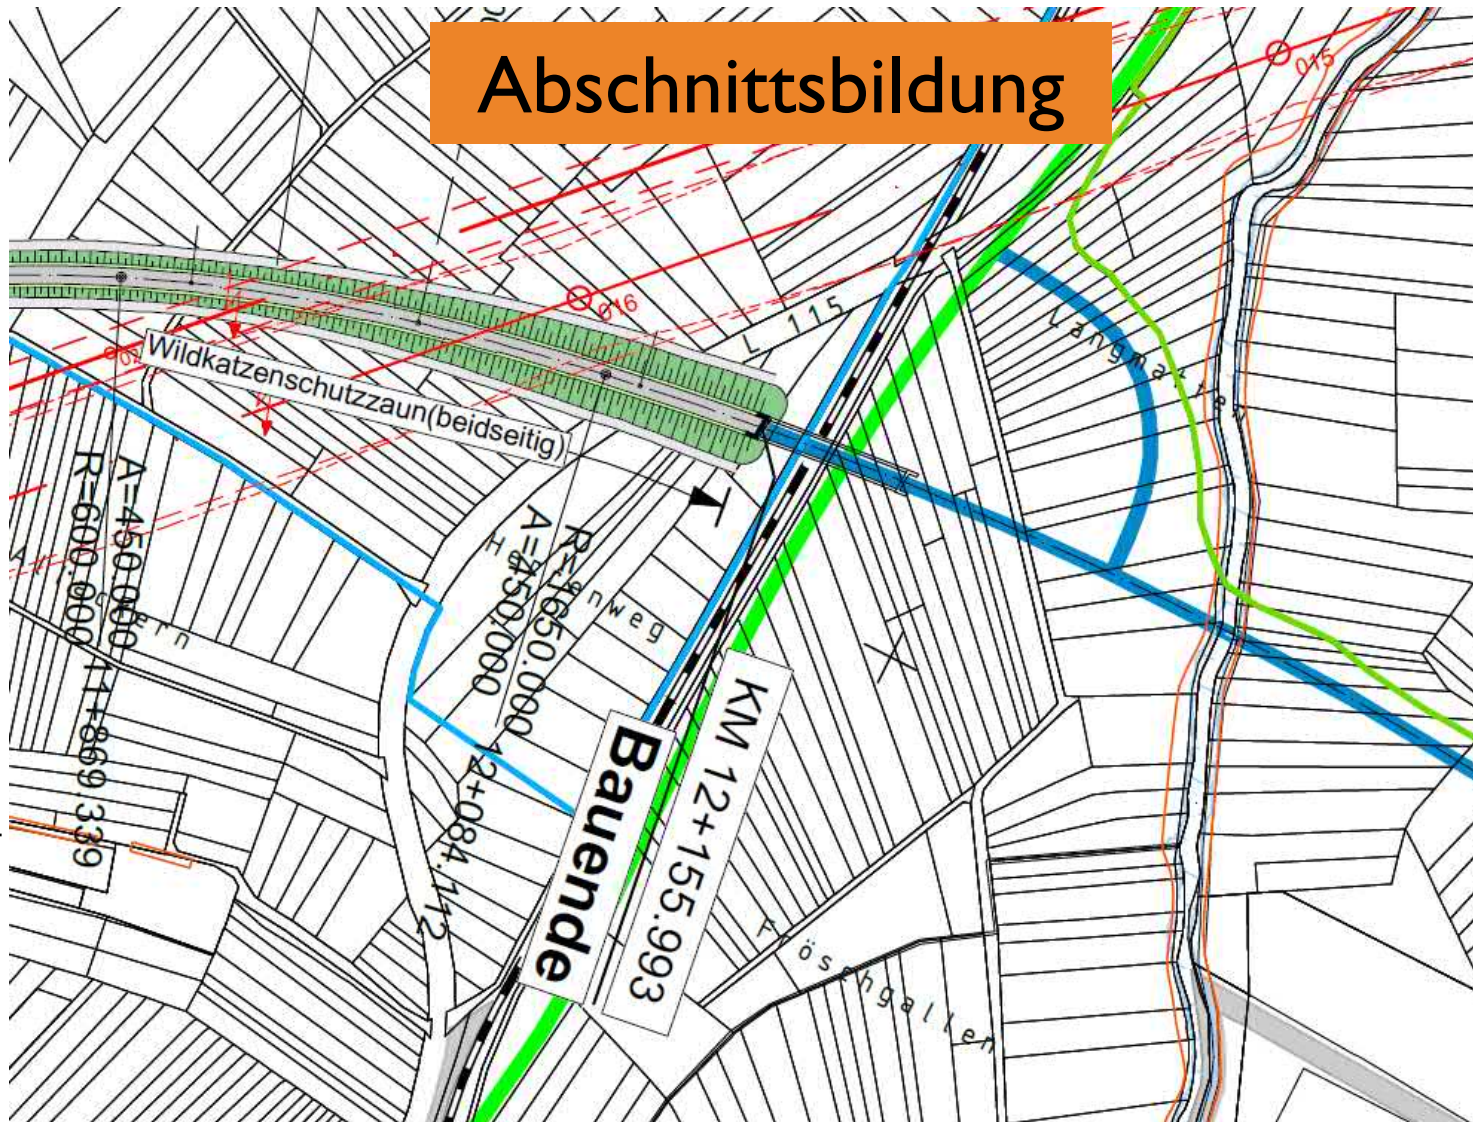 Abschnittsbildung
015
016
L 115
Langmatten
Wildkatzenschutzzaun(beidseitig)
A=450.000
R=600.000
11+869.339
R=1650.000
A=450.000
12+084.112
Bauende
KM 12+155.993
Fröschgallen